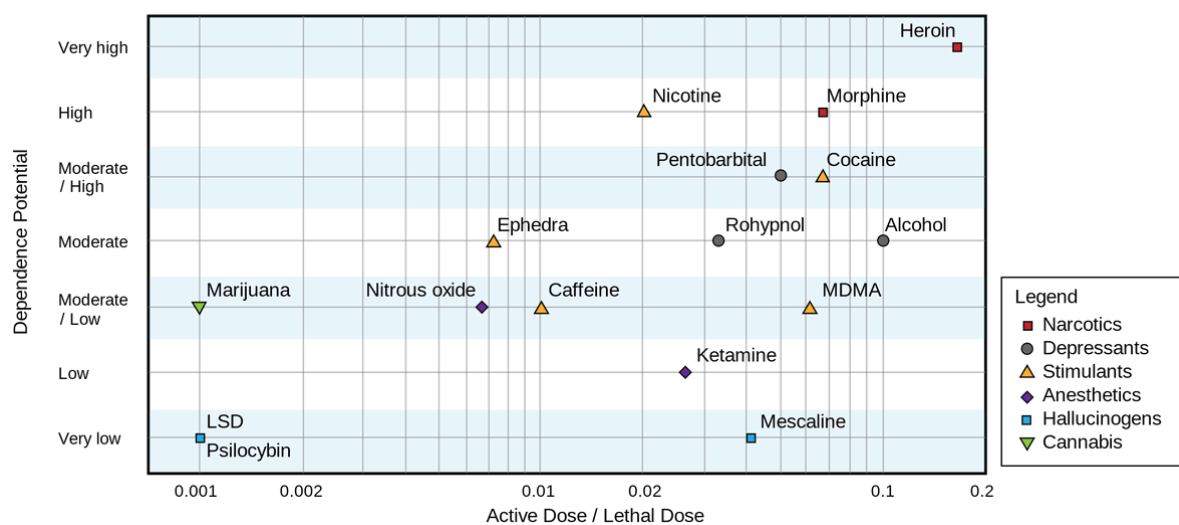 Very high
Heroin
Nicotine
Morphine
High
Pentobarbital
Cocaine
Moderate
/ High
Ephedra
Rohypnol
Alcohol
Moderate
Marijuana
Nitrous oxide
Caffeine
MDMA
Moderate
/ Low
Ketamine
Low
LSD
Mescaline
Very low
Psilocybin
Dependence Potential
0.001
0.002
0.01
0.02
0.1
0.2
Active Dose / Lethal Dose
Legend
Narcotics
Depressants
Stimulants
Anesthetics
Hallucinogens
Cannabis